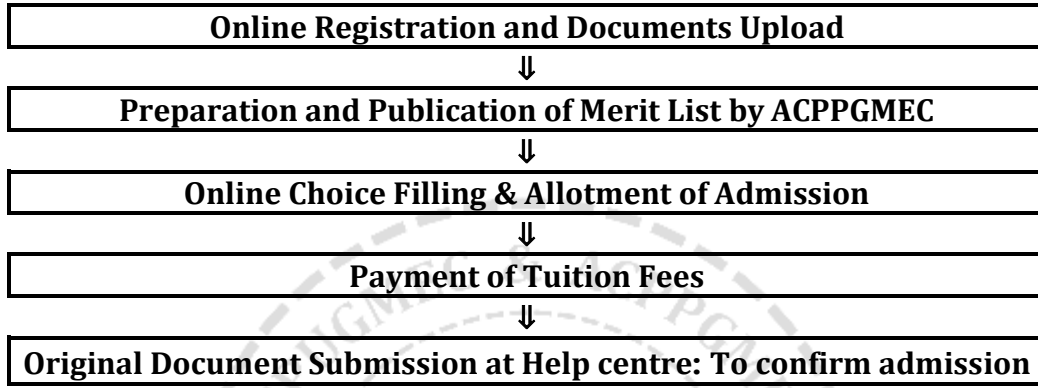 Online Registration and Documents Upload
⇓
Preparation and Publication of Merit List by ACPPGMEC
⇓
Online Choice Filling & Allotment of Admission
⇓
Payment of Tuition Fees
⇓
Original Document Submission at Help centre: To confirm admission